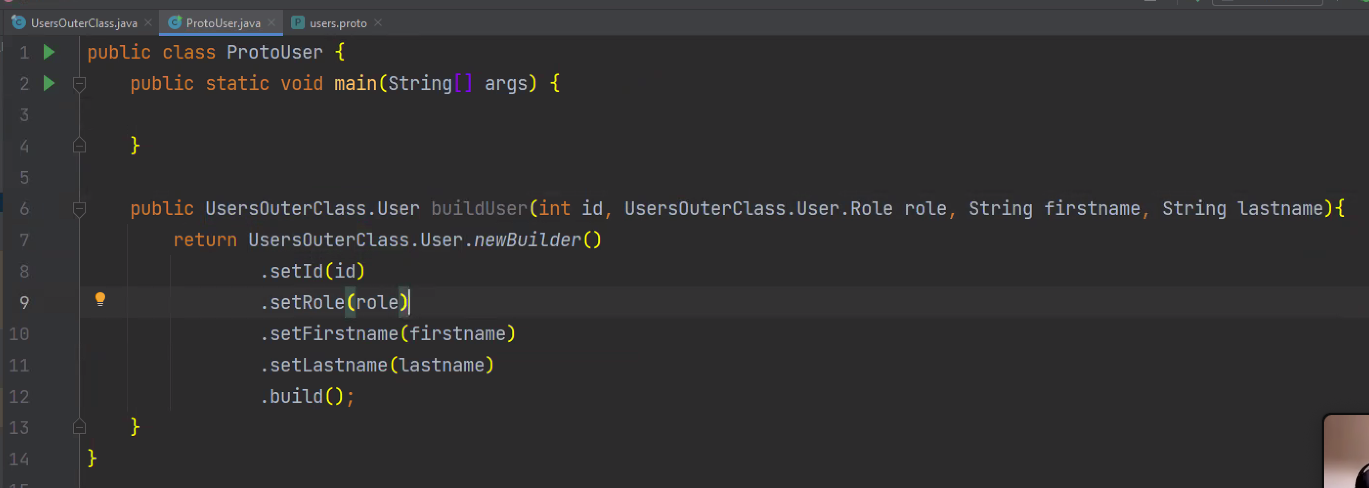 UsersOuterClass.java ProtoUser.java users.proto
1 public class ProtoUser {
2 public static void main(String[] args) {
3
4 }
5
6 public UsersOuterClass.User buildUser(int id, UsersOuterClass.User.Role role, String firstname, String lastname){
7 return UsersOuterClass.User.newBuilder()
8 .setId(id)
9 .setRole(role)
10 .setFirstname(firstname)
11 .setLastname(lastname)
12 .build();
13 }
14 }